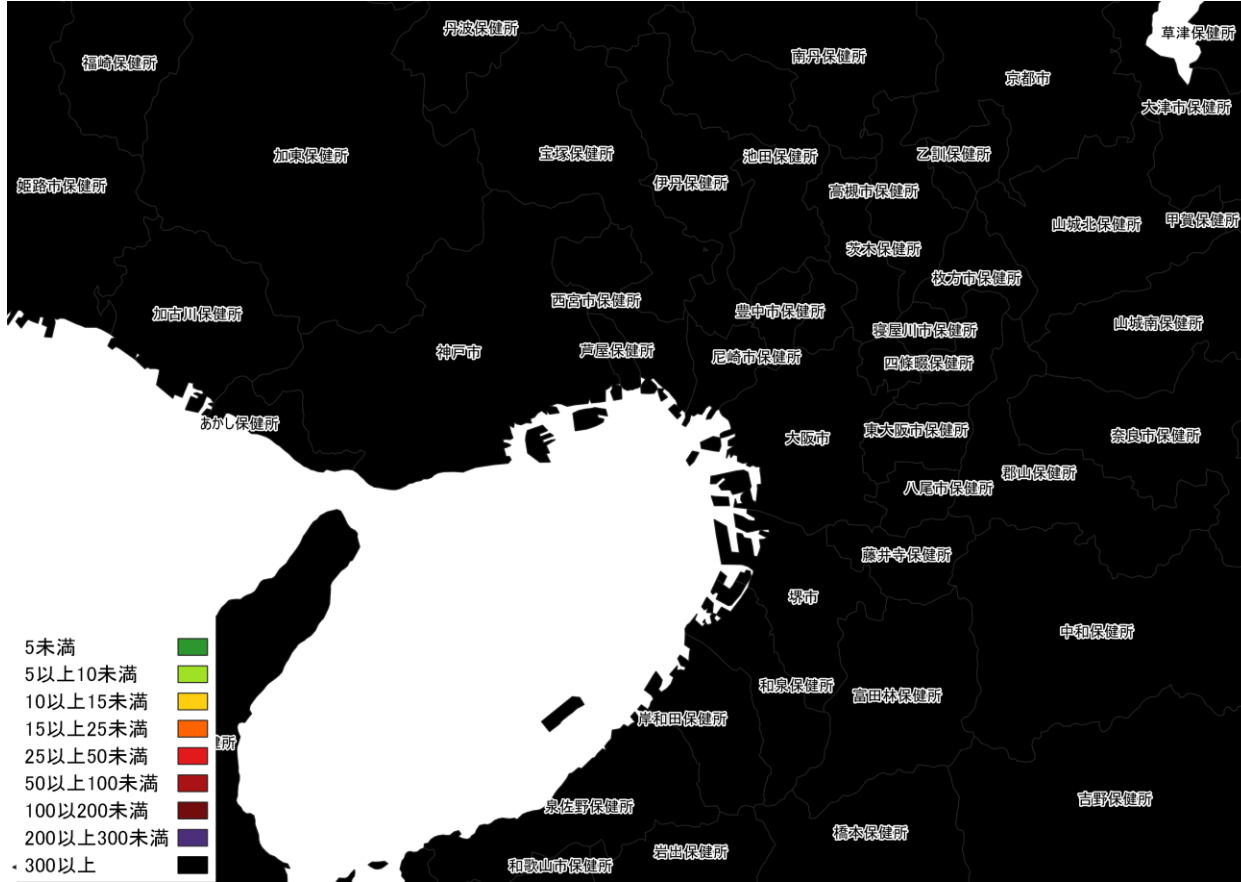 丹波保健所
草津保健所
福崎保健所
南丹保健所
京都市
大津市保健所
加東保健所
宝塚保健所
池田保健所
乙訓保健所
姫路市保健所
伊丹保健所
高槻市保健所
山城北保健所
甲賀保健所
茨木保健所
枚方市保健所
加古川保健所
西宮市保健所
豊中市保健所
寝屋川市保健所
山城南保健所
神戸市
芦屋保健所
尼崎市保健所
四條畷保健所
あかし保健所
大阪市
東大阪市保健所
奈良市保健所
八尾市保健所
郡山保健所
藤井寺保健所
堺市
中和保健所
和泉保健所
富田林保健所
岸和田保健所
健所
泉佐野保健所
吉野保健所
橋本保健所
岩出保健所
和歌山市保健所
5未満
5以上10未満
10以上15未満
15以上25未満
25以上50未満
50以上100未満
100以200未満
200以上300未満
300以上